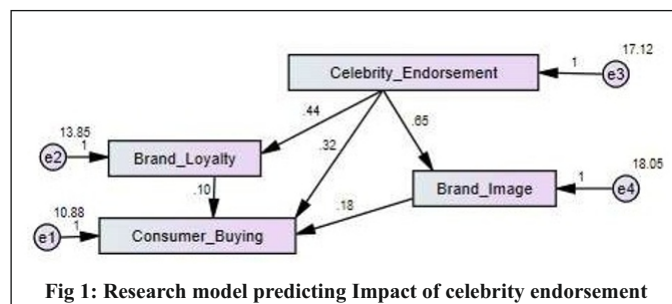 17.12
Celebrity_Endorsement
1
e3
.44
.65
13.85
.32
e2
1
Brand_Loyalty
18.05
.10
Brand_Image
1
e4
10.88
.18
e1
1
Consumer_Buying
Fig 1: Research model predicting Impact of celebrity endorsement